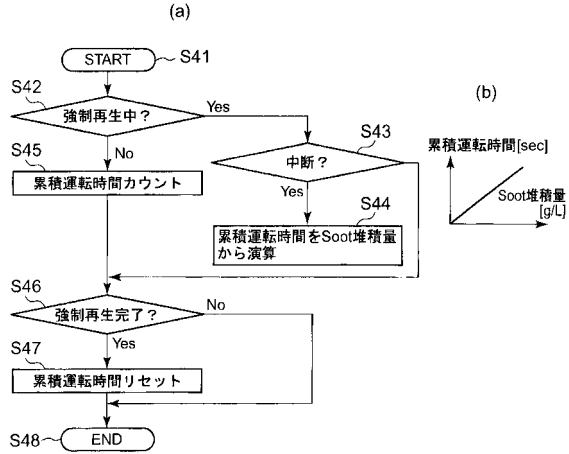 (a)
START
S41
S42
強制再生中？
Yes
No
S43
中断？
Yes
S45
累積運転時間カウント
S44
累積運転時間をSoot堆積量
から演算
S46
強制再生完了？
No
Yes
S47
累積運転時間リセット
S48
END
(b)
累積運転時間[sec]
Soot堆積量
[g/L]